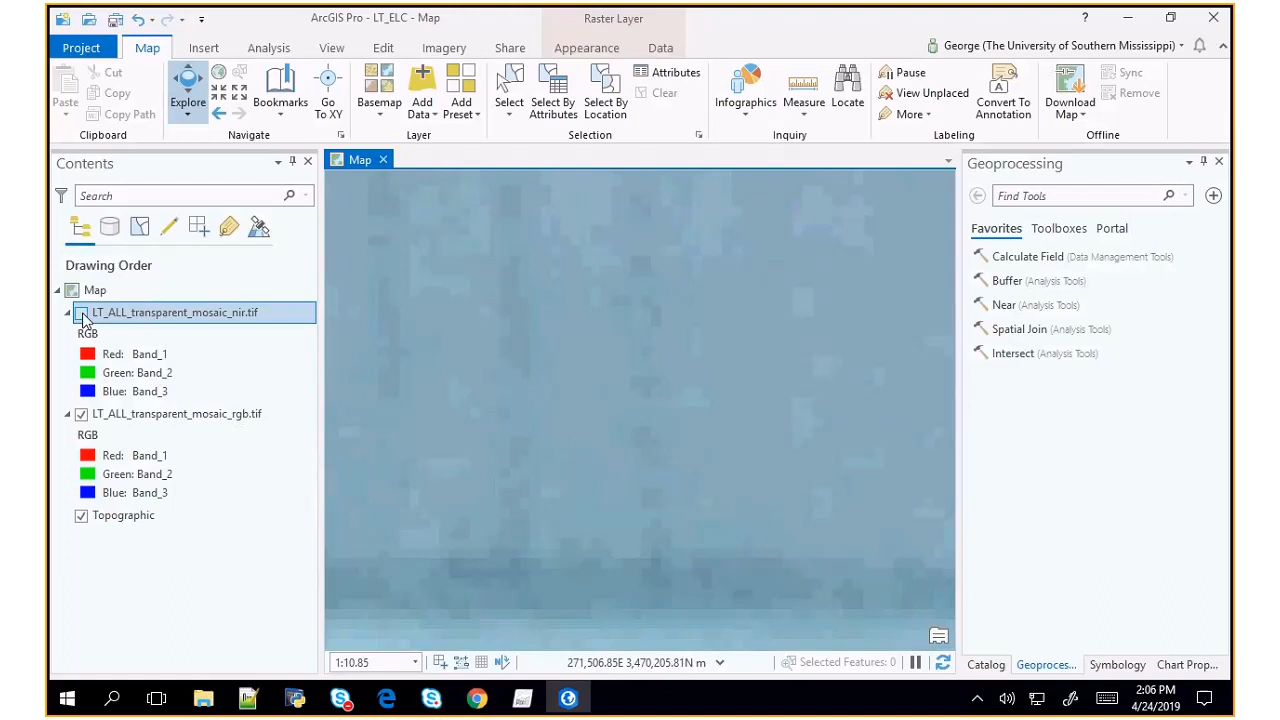 ArcGIS Pro - LT_ELC - Map
Raster Layer
?
Project
Map
Insert
Analysis
View
Edit
Imagery
Share
Appearance
Data
George (The University of Southern Mississippi)
Paste
Cut
Copy
Copy Path
Clipboard
Explore
Bookmarks
Go To XY
Navigate
Basemap
Add Data
Add Preset
Layer
Select
Select By Attributes
Select By Location
Attributes
Clear
Selection
Infographics
Measure
Locate
Inquiry
Pause
View Unplaced
More
Convert To Annotation
Labeling
Download Map
Sync
Remove
Offline
Contents
Search
Drawing Order
Map
LT_ALL_transparent_mosaic_nir.tif
RGB
Red: Band_1
Green: Band_2
Blue: Band_3
LT_ALL_transparent_mosaic_rgb.tif
RGB
Red: Band_1
Green: Band_2
Blue: Band_3
Topographic
Map
1:10.85
271,506.85E 3,470,205.81N m
Selected Features: 0
Geoprocessing
Find Tools
Favorites Toolboxes Portal
Calculate Field (Data Management Tools)
Buffer (Analysis Tools)
Near (Analysis Tools)
Spatial Join (Analysis Tools)
Intersect (Analysis Tools)
Catalog Geoproces... Symbology Chart Prop...
2:06 PM
4/24/2019